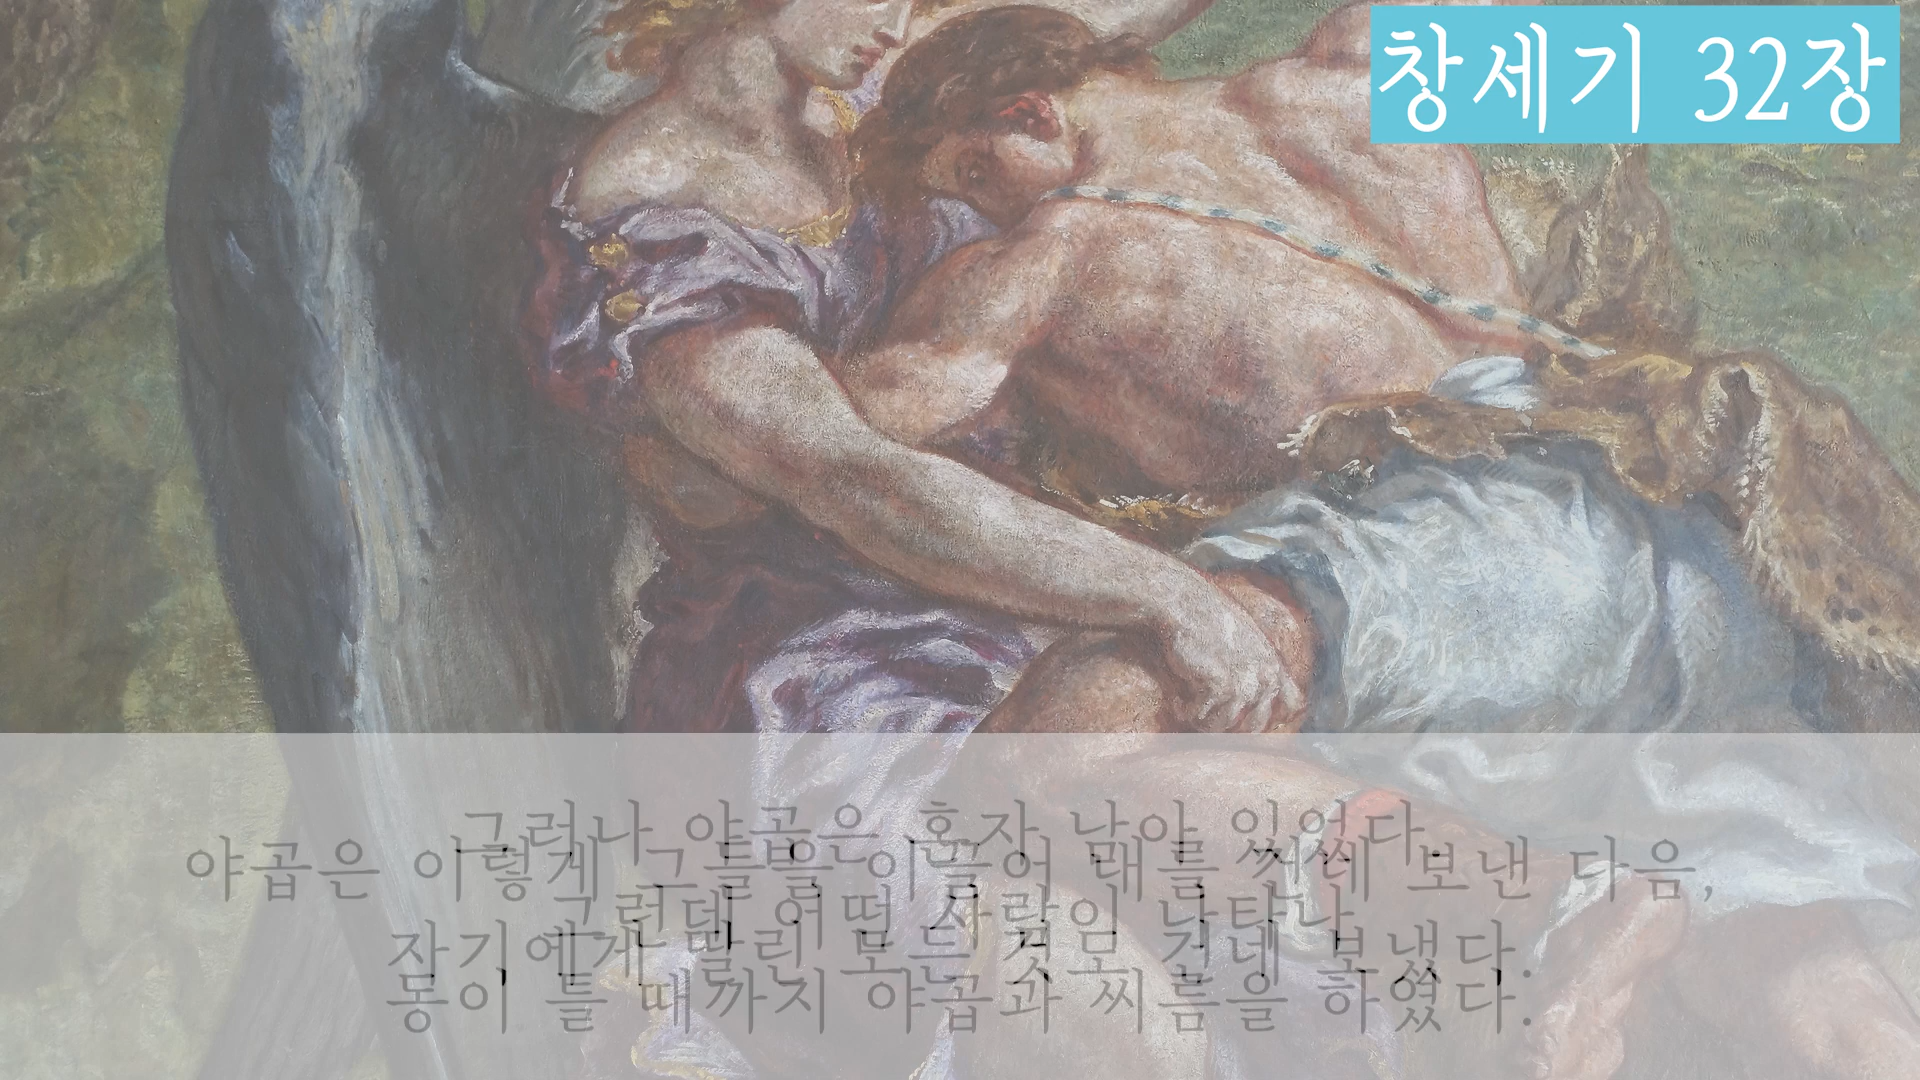 창세기 32장
야곱은 이렇게 그들을 이끌어 내를 건네 보낸 다음,
자기에게 딸린 모든 것도 건네 보냈다.
그러나 야곱은 혼자 남아 있었다.
그런데 어떤 사람이 나타나
동이 틀 때까지 야곱과 씨름을 하였다.